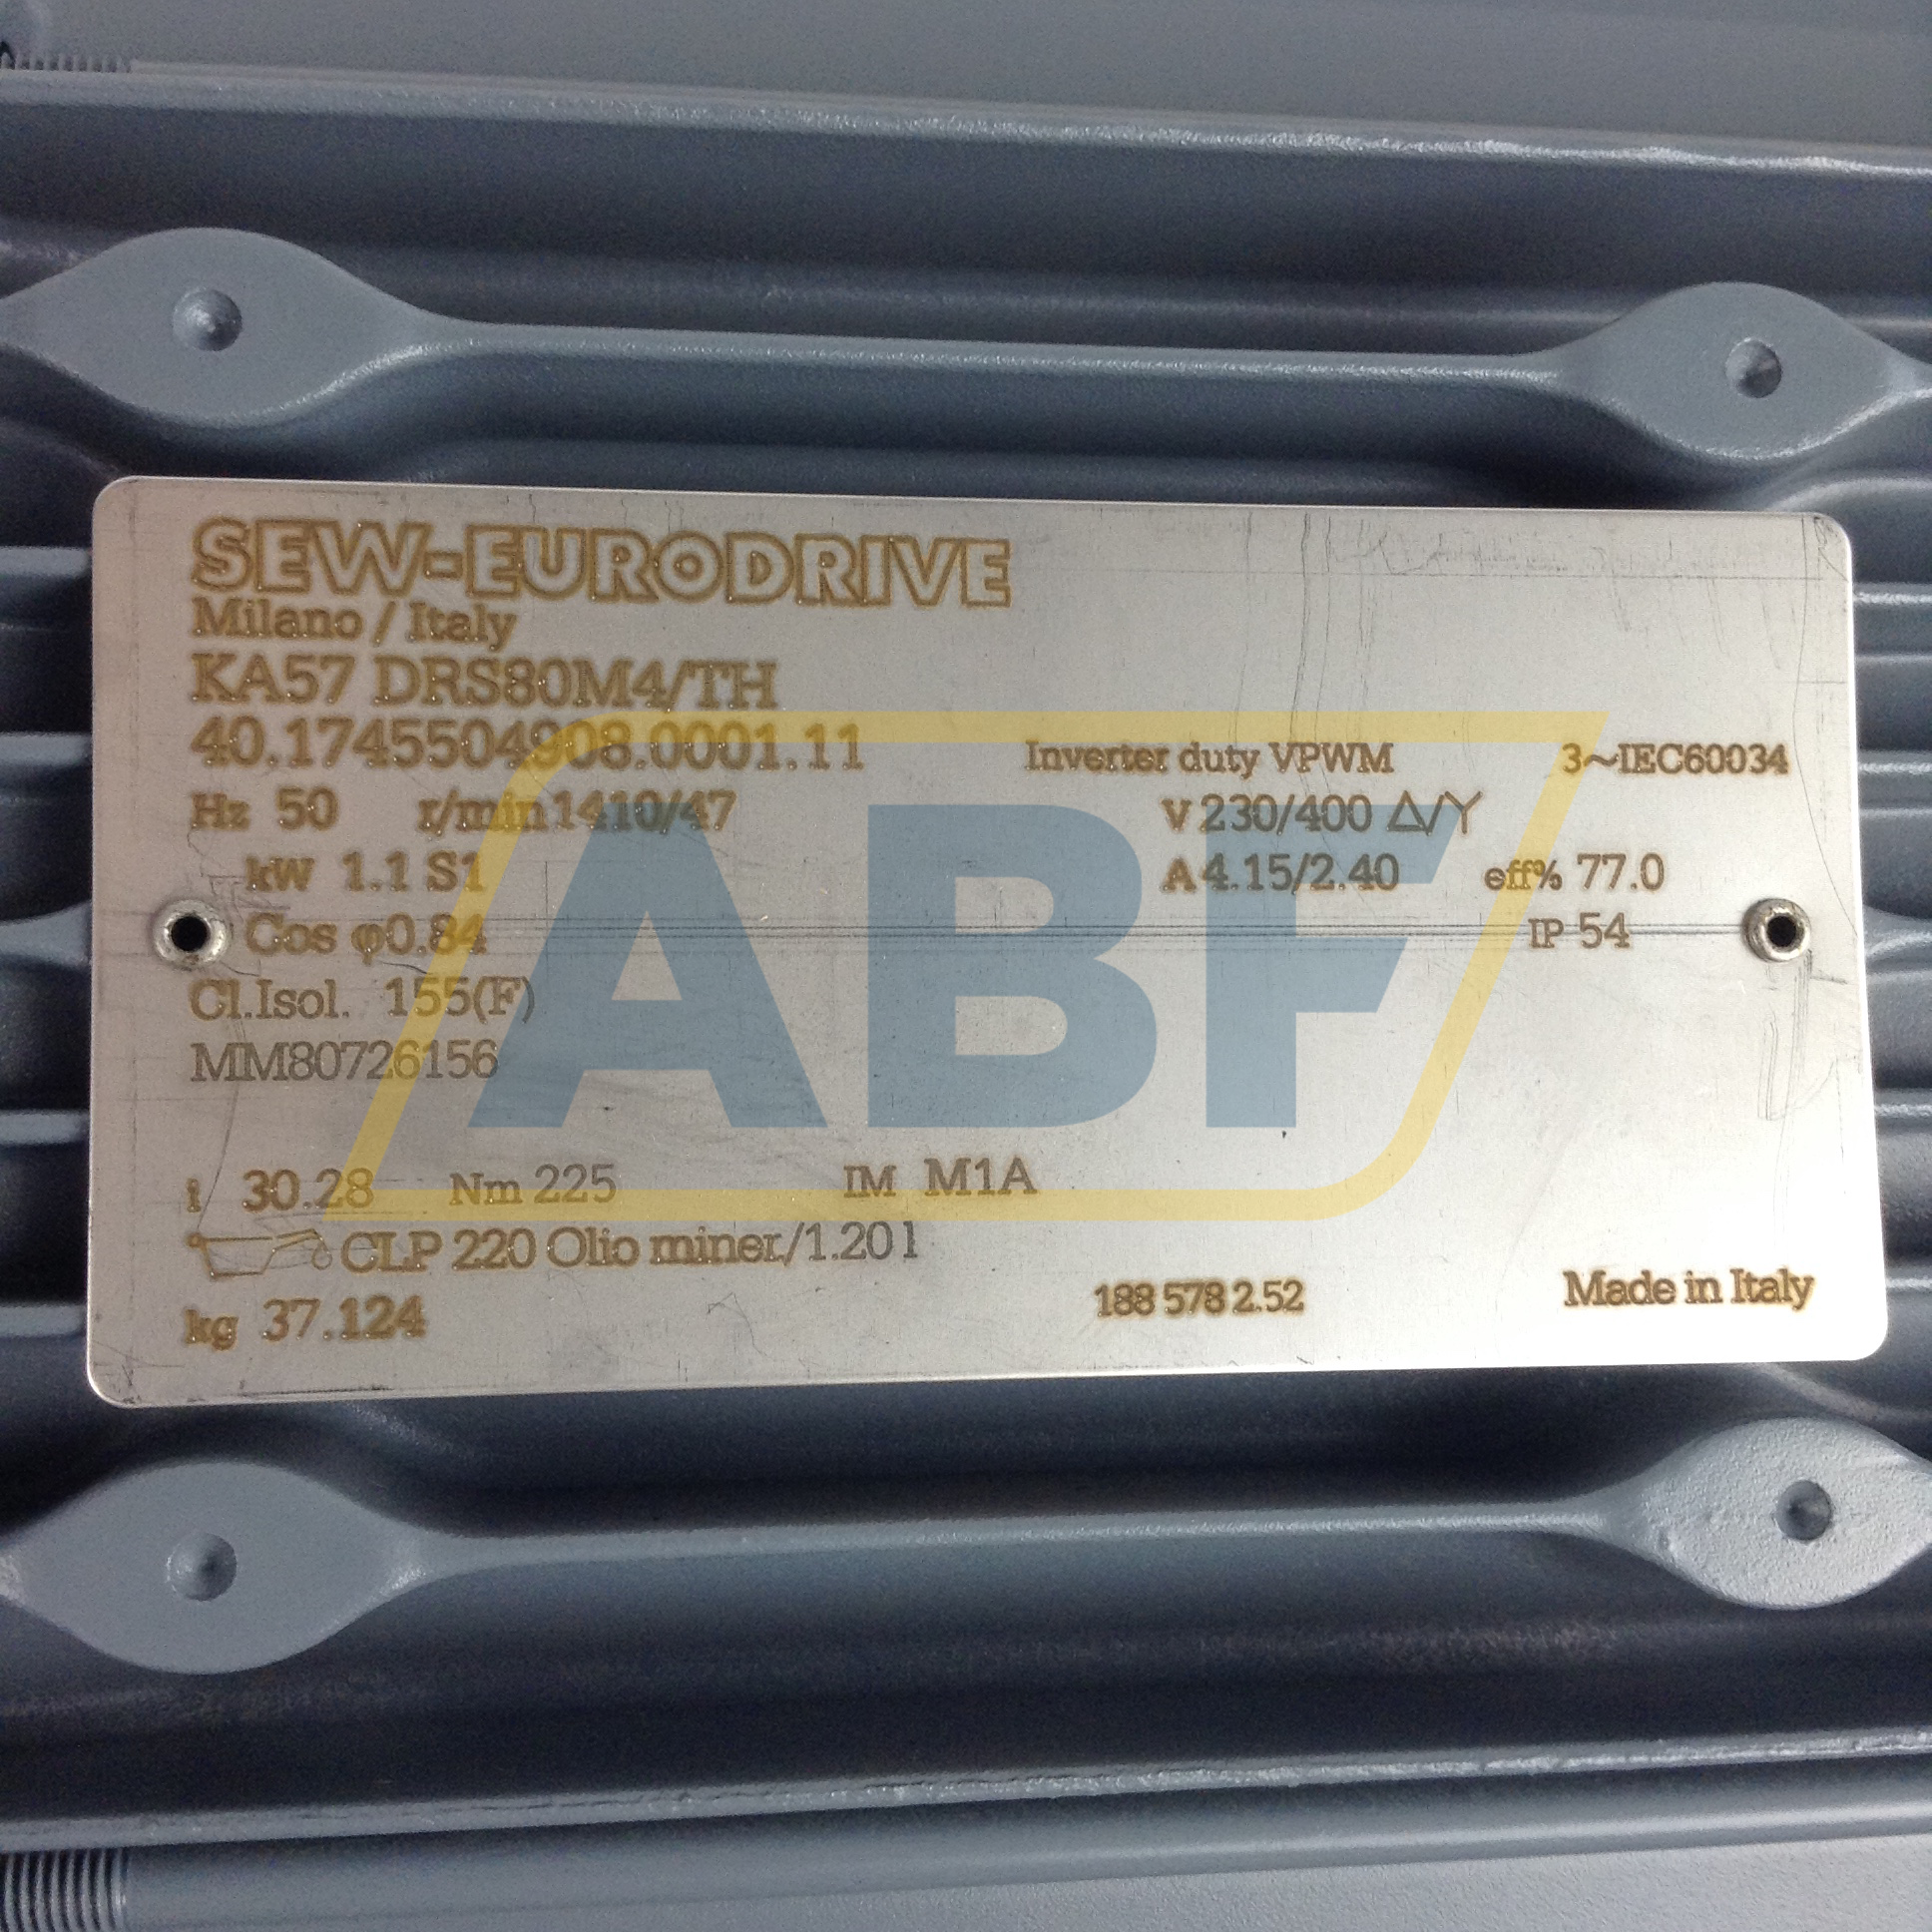 SEW-EURODRIVE
Milano / Italy
KA57 DRS80M4/TH
40.1745504908.0001.11 Inverter duty VPWM 3~IEC60034
Hz 50 r/min 1410/47 V 230/400 Δ/Y
kW 1.1 S1 A 4.15/2.40 eff% 77.0
Cos φ0.84 IP 54
Cl.Isol. 155(F)
MM80726156
i 30.28 Nm 225 IM M1A
CLP 220 Olio miner./1.20 l
kg 37.124 188 578 2.52 Made in Italy
ABF